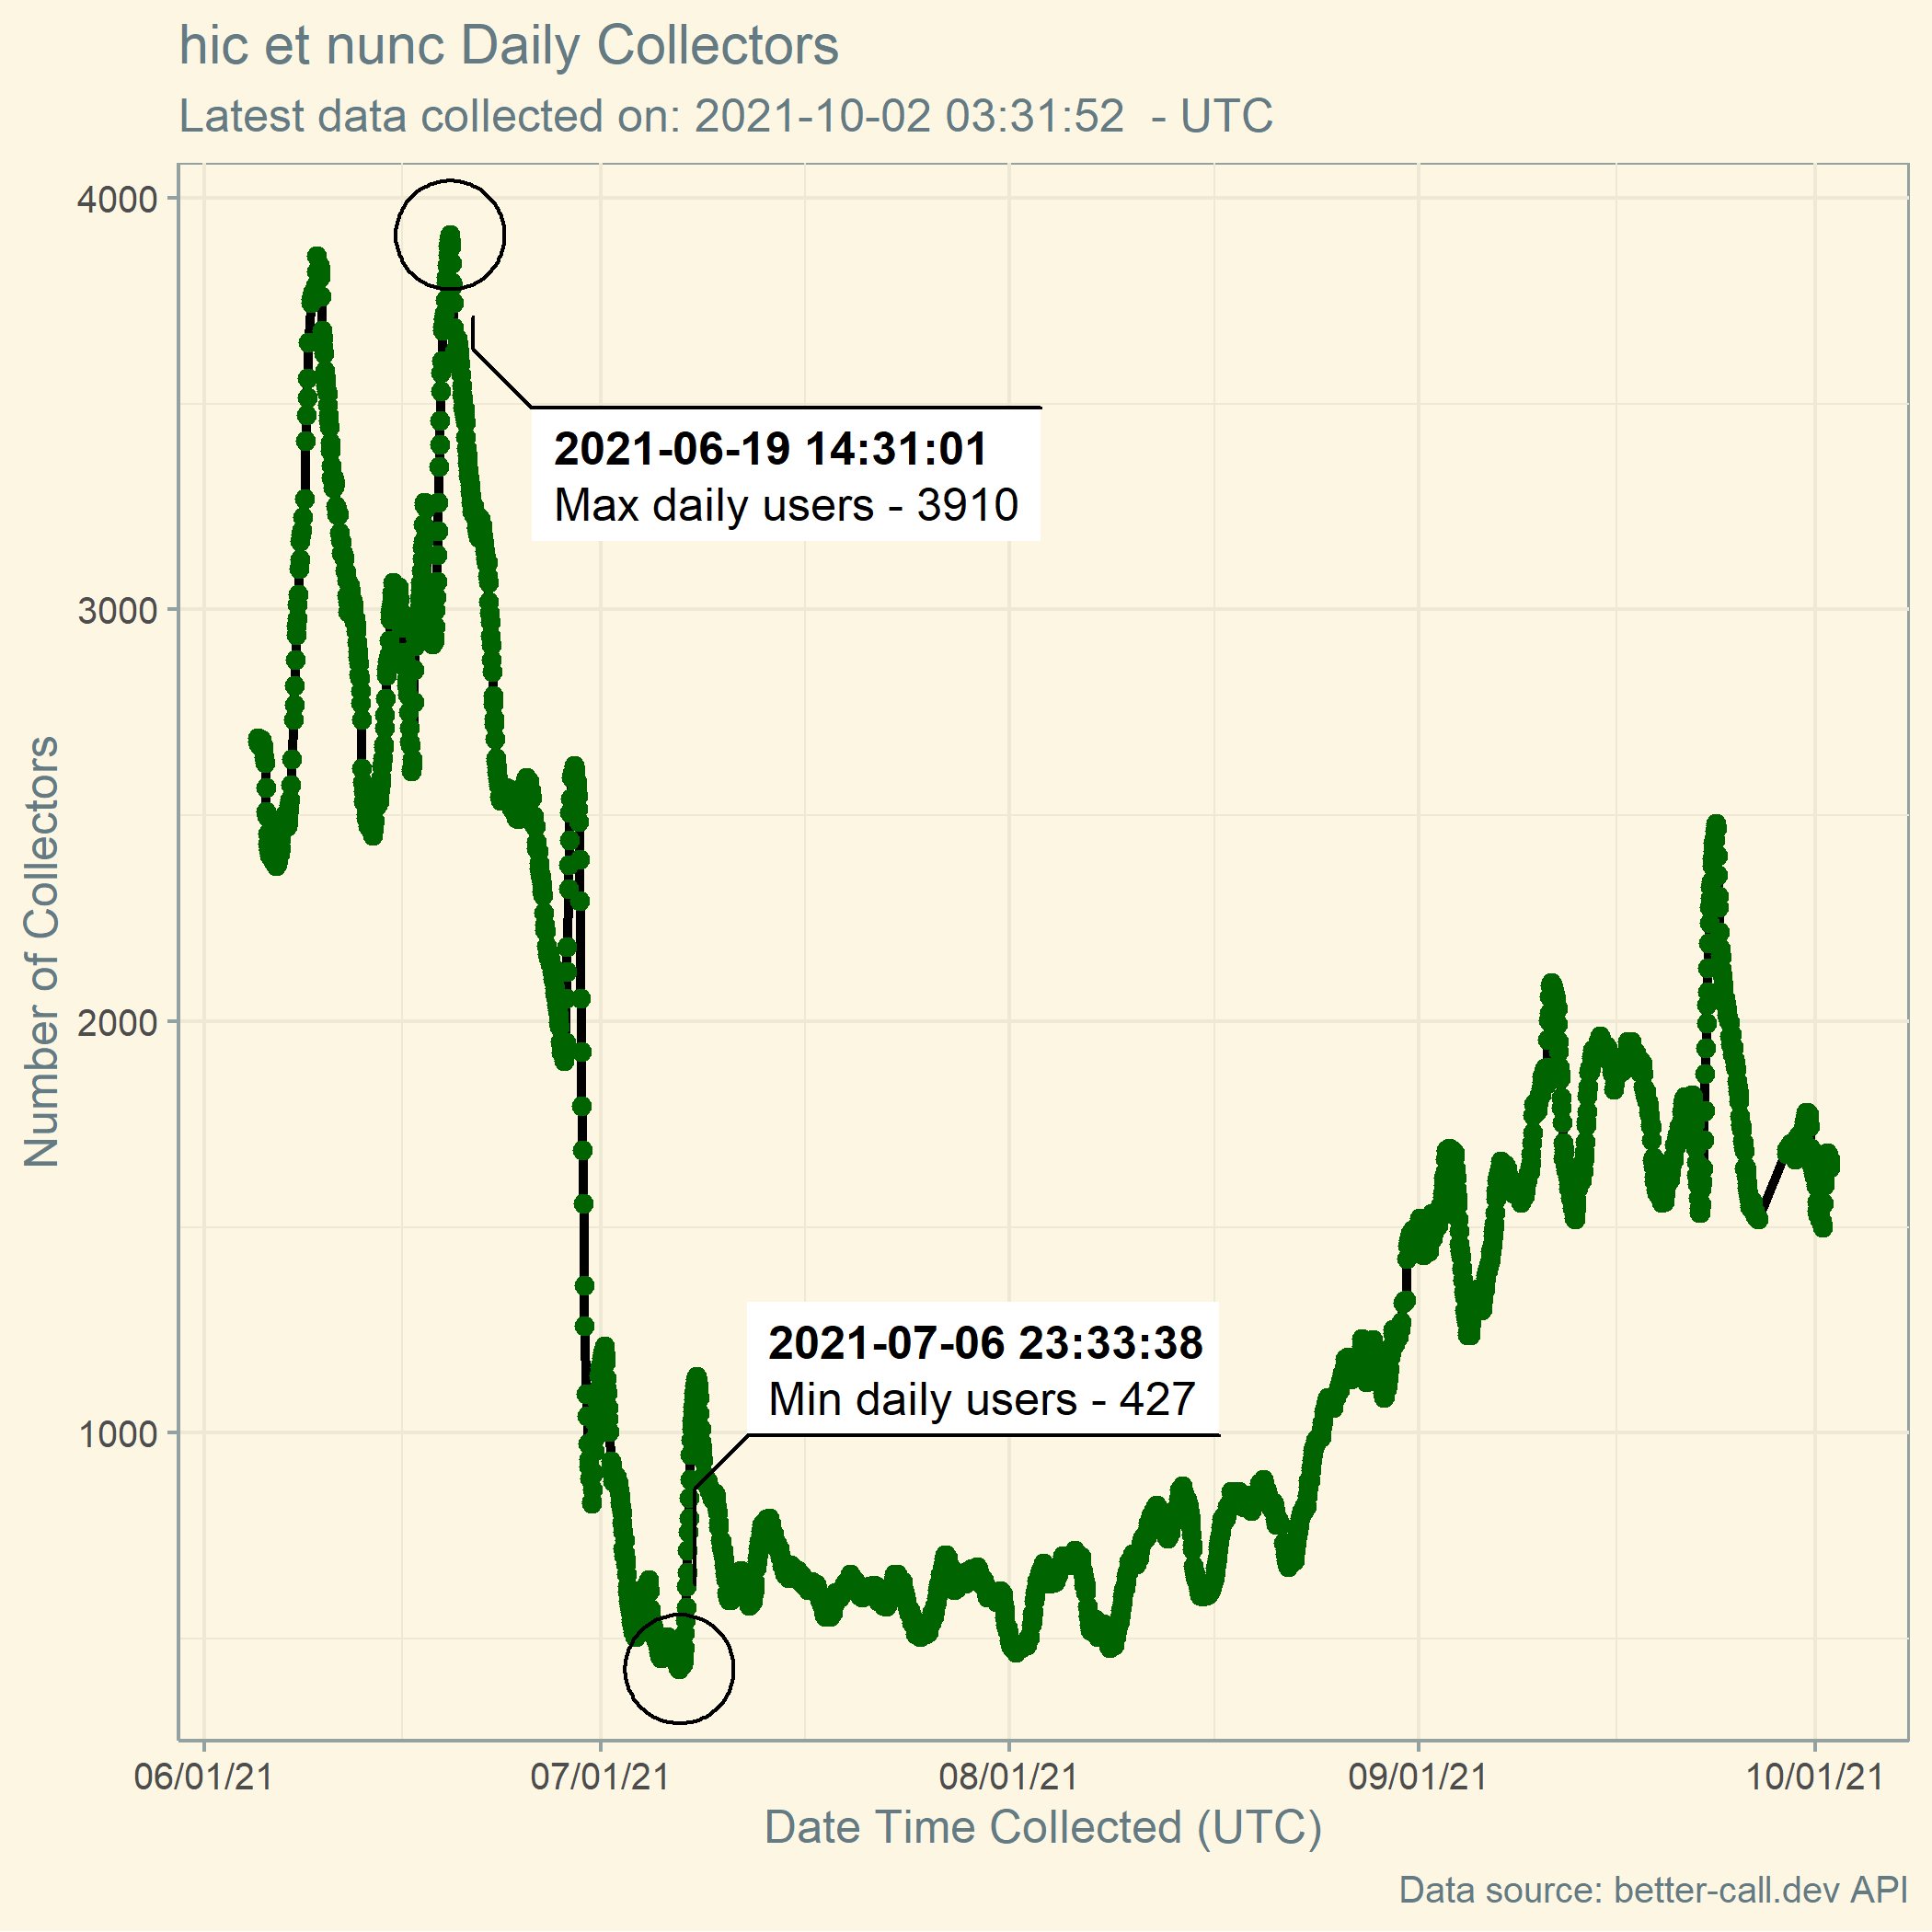 hic et nunc Daily Collectors
Latest data collected on: 2021-10-02 03:31:52  - UTC
Number of Collectors
4000
3000
2000
1000
2021-06-19 14:31:01
Max daily users - 3910
2021-07-06 23:33:38
Min daily users - 427
06/01/21
07/01/21
08/01/21
09/01/21
10/01/21
Date Time Collected (UTC)
Data source: better-call.dev API